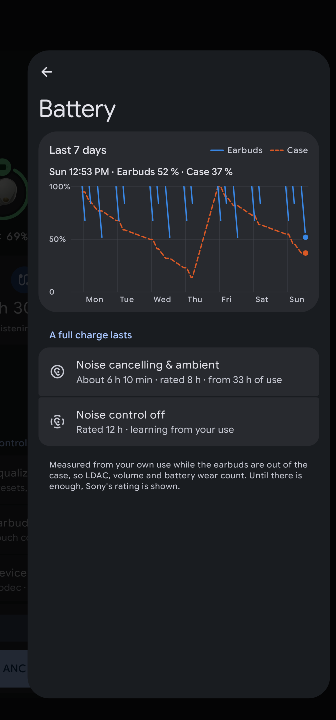 Battery
Last 7 days
Earbuds
Case
Sun 12:53 PM · Earbuds 52 % · Case 37 %
100%
50%
0
Mon
Tue
Wed
Thu
Fri
Sat
Sun
A full charge lasts
Noise cancelling & ambient
About 6 h 10 min · rated 8 h · from 33 h of use
Noise control off
Rated 12 h · learning from your use
Measured from your own use while the earbuds are out of the
case, so LDAC, volume and battery wear count. Until there is
enough, Sony's rating is shown.
69%
ANC